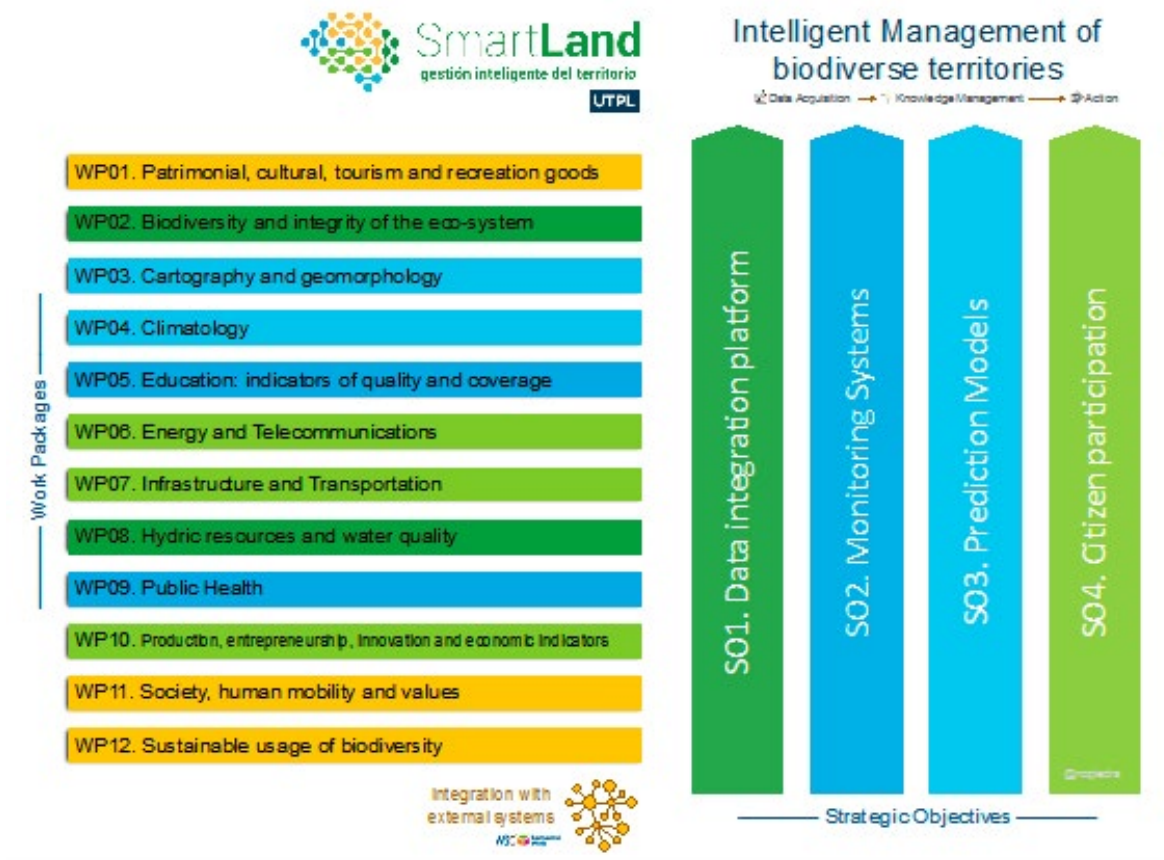 SmartLand
gestión inteligente del territorio
UTPL
WP01. Patrimonial, cultural, tourism and recreation goods
WP02. Biodiversity and integrity of the eco-system
WP03. Cartography and geomorphology
WP04. Climatology
WP05. Education: indicators of quality and coverage
WP06. Energy and Telecommunications
WP07. Infrastructure and Transportation
WP08. Hydric resources and water quality
WP09. Public Health
WP10. Production, entrepreneurship, innovation and economic indicators
WP11. Society, human mobility and values
WP12. Sustainable usage of biodiversity
Work Packages
Integration with
external systems
Intelligent Management of
biodiverse territories
Data Acquisition
Knowledge Management
Action
SO1. Data integration platform
SO2. Monitoring Systems
SO3. Prediction Models
SO4. Citizen participation
Strategic Objectives